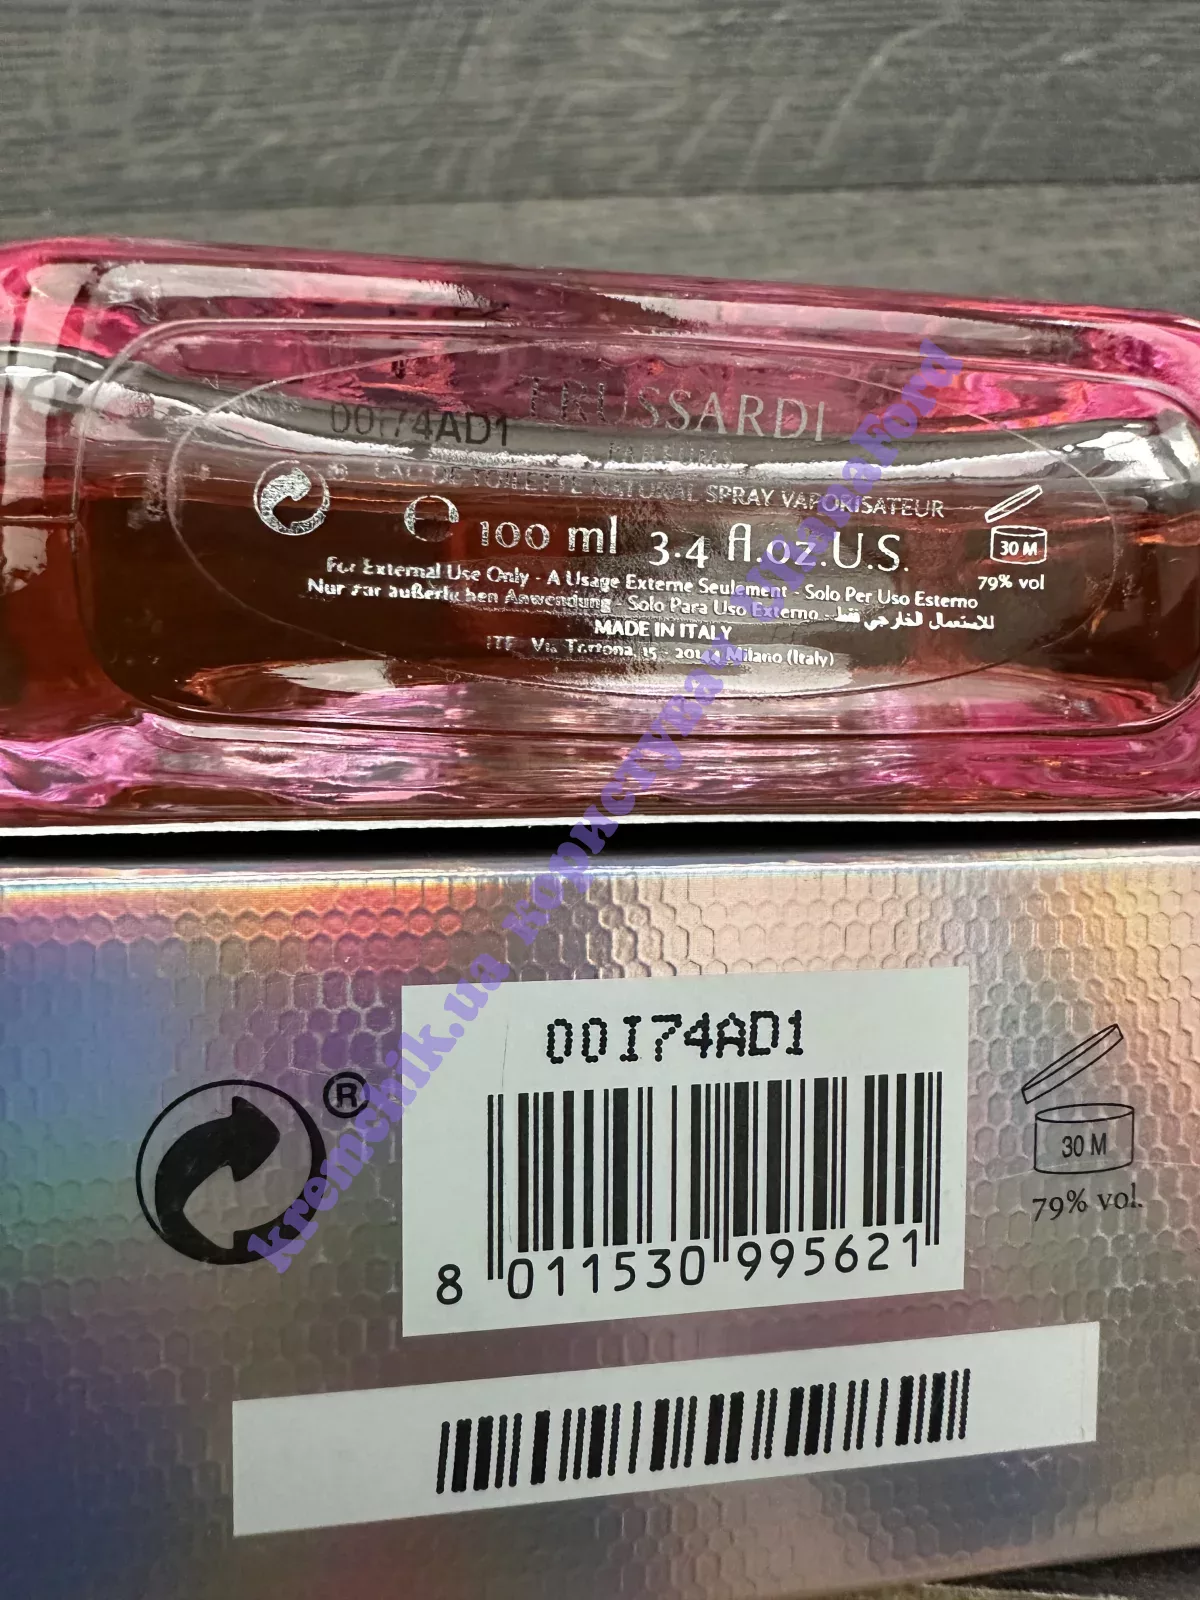 TRUSSARDI
00I74AD1
PARFUMS
EAU DE TOILETTE NATURAL SPRAY VAPORISATEUR
℮ 100 ml 3.4 fl.oz.U.S.
30 M
79% vol
For External Use Only - A Usage Externe Seulement - Solo Per Uso Esterno
Nur zur äußerlichen Anwendung - Solo Para Uso Externo - للاستعمال الخارجي فقط
MADE IN ITALY
ITF Via Tortona, 15 - 20144 Milano (Italy)
kremchik.ua користувач
00I74AD1
®
30 M
79% vol.
8 011530 995621